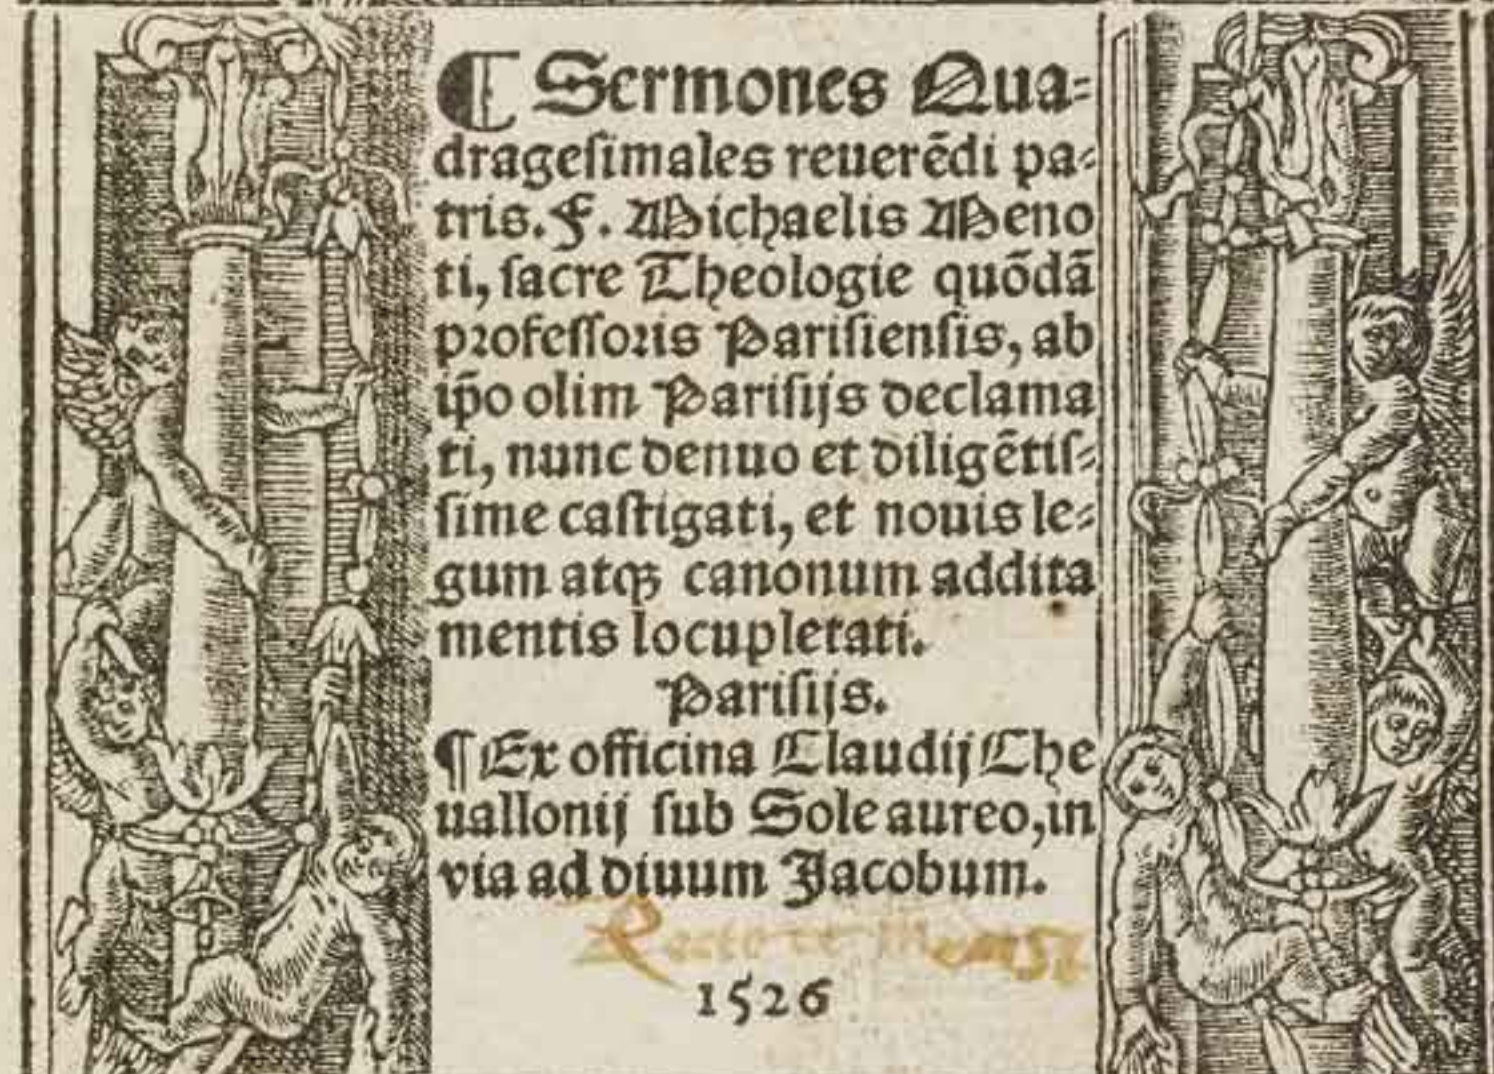 ¶ Sermones Qua⸗
drageſimales reuerēdi pa⸗
tris. F. Michaelis Meno
ti, ſacre Theologie quōdā
profeſſoris Pariſienſis, ab
ip̄o olim Pariſijs declama
ti, nunc denuo et diligētiſ⸗
ſime caſtigati, et nouis le⸗
gum atqꝫ canonum addita
mentis locupletati.
Pariſijs.
¶ Ex officina Claudij Che
uallonij ſub Sole aureo, in
via ad diuum Jacobum.
1526